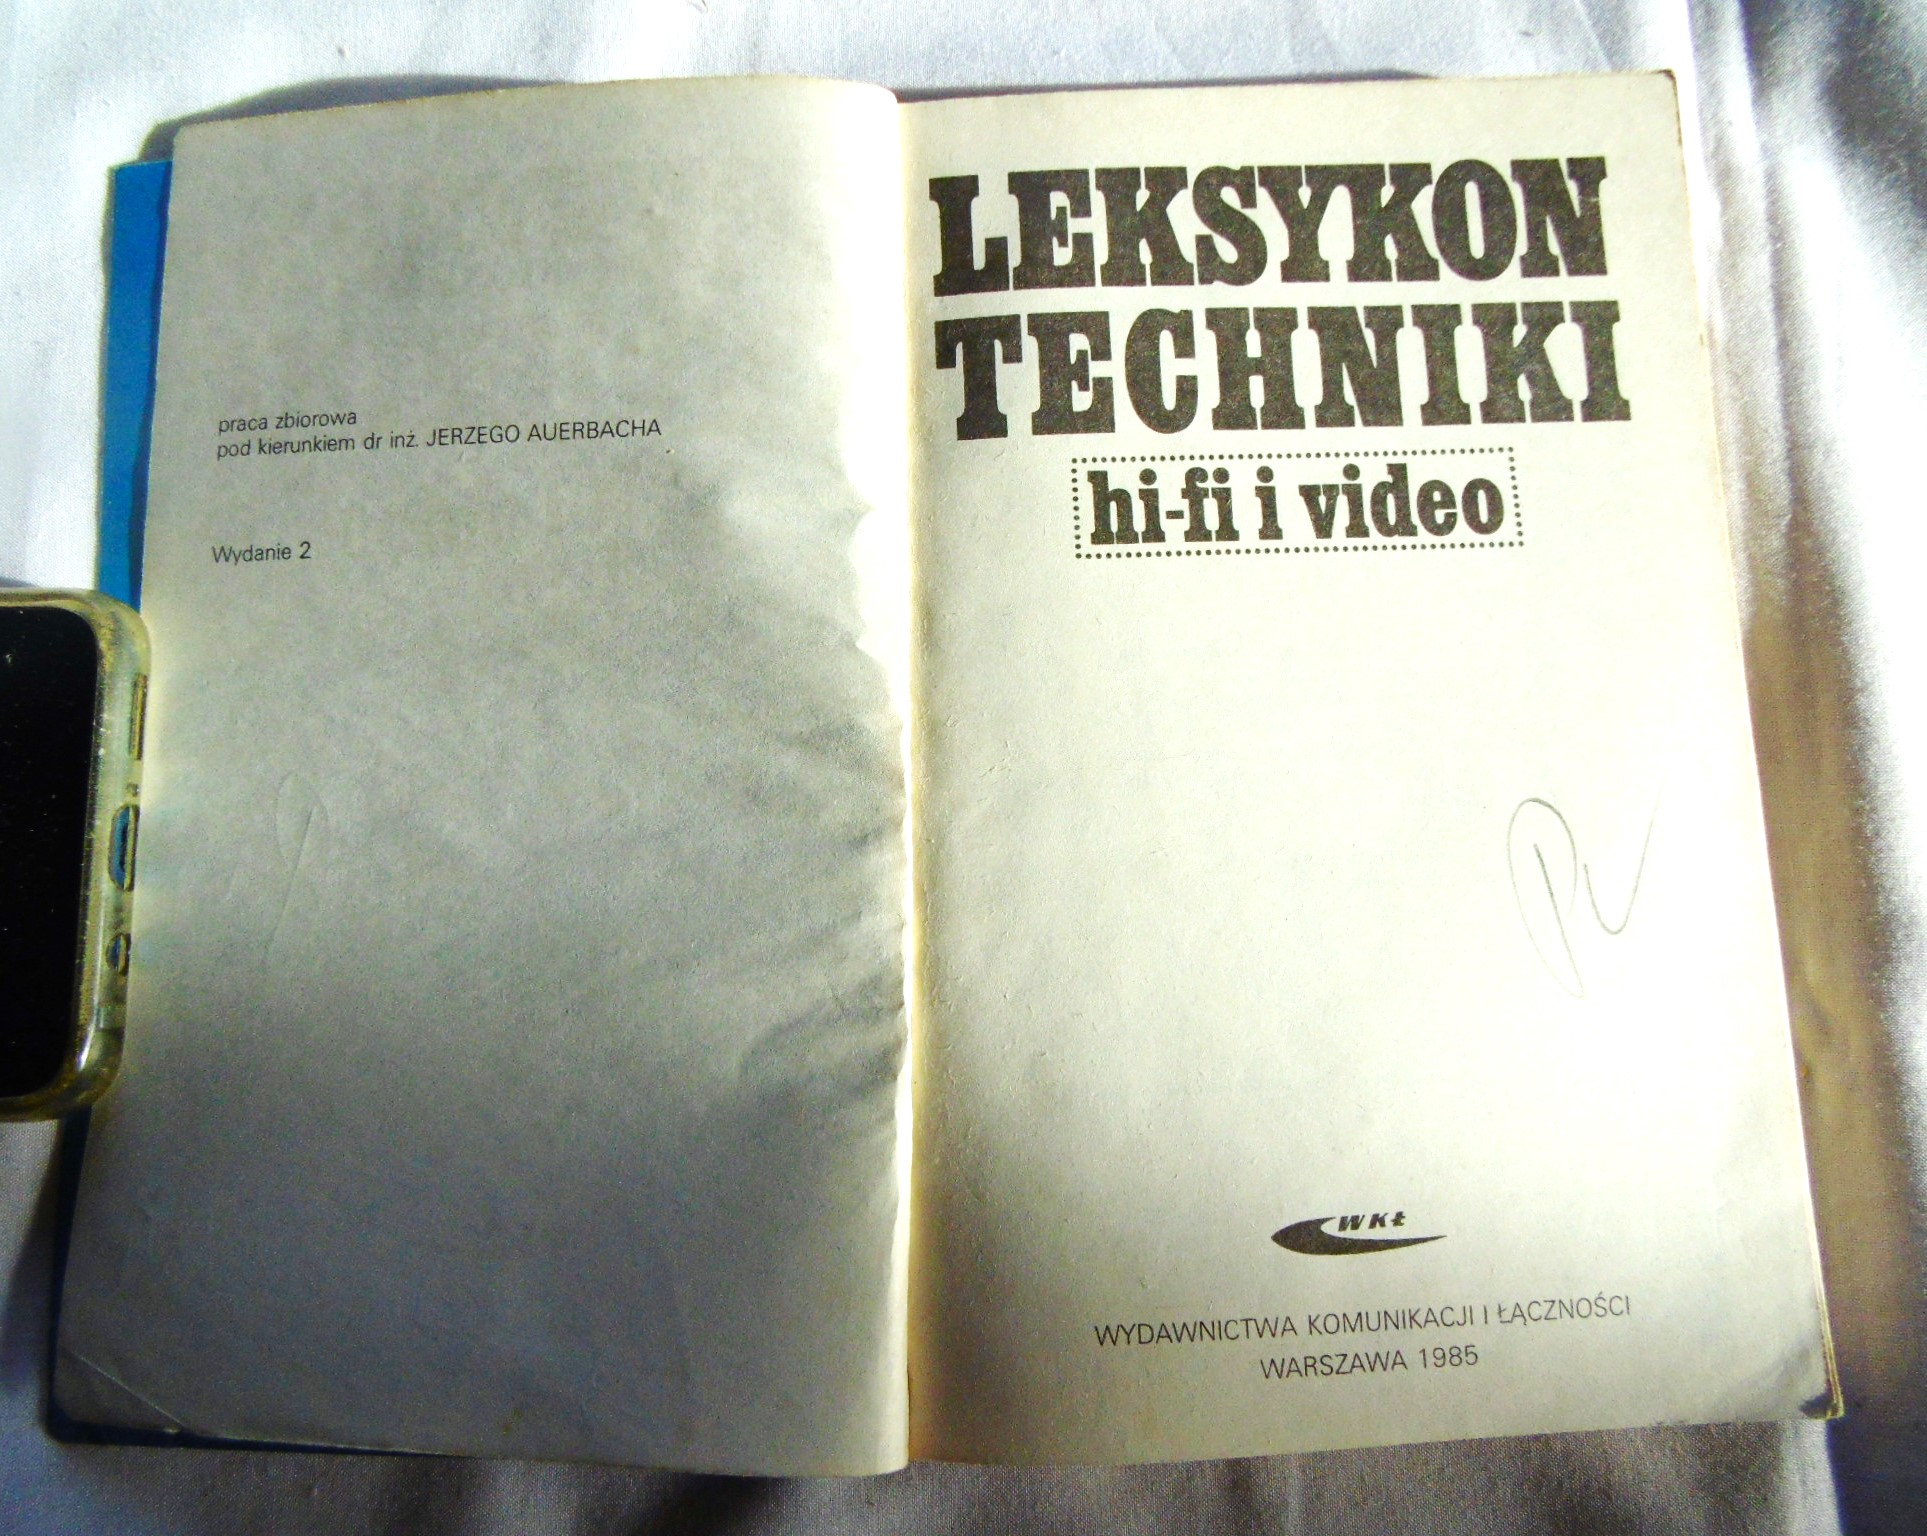 praca zbiorowa
pod kierunkiem dr inż. JERZEGO AUERBACHA
Wydanie 2
LEKSYKON
TECHNIKI
hi-fi i video
WKŁ
WYDAWNICTWA KOMUNIKACJI I ŁĄCZNOŚCI
WARSZAWA 1985